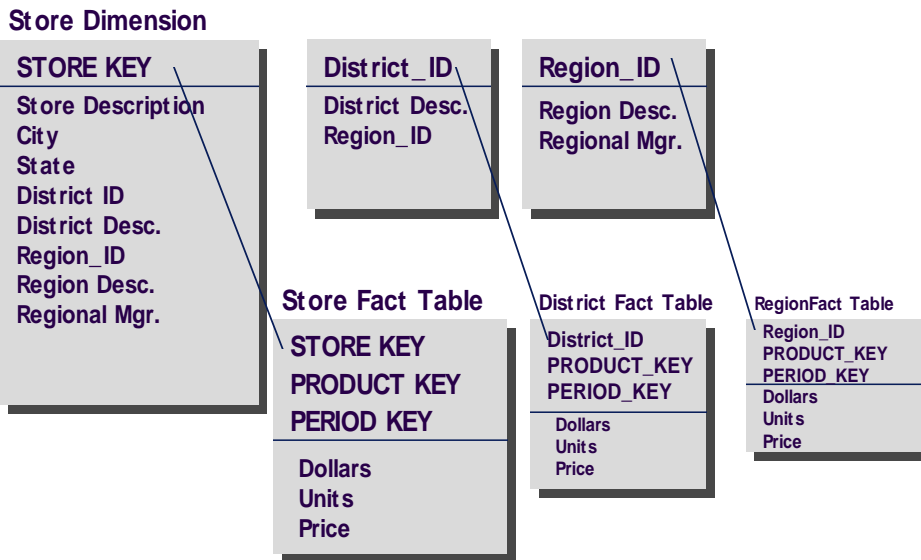 Store Dimension
STORE KEY
Store Description
City
State
District ID
District Desc.
Region_ID
Region Desc.
Regional Mgr.
District_ID
District Desc.
Region_ID
Region_ID
Region Desc.
Regional Mgr.
Store Fact Table
STORE KEY
PRODUCT KEY
PERIOD KEY
Dollars
Units
Price
District Fact Table
District_ID
PRODUCT_KEY
PERIOD_KEY
Dollars
Units
Price
RegionFact Table
Region_ID
PRODUCT_KEY
PERIOD_KEY
Dollars
Units
Price